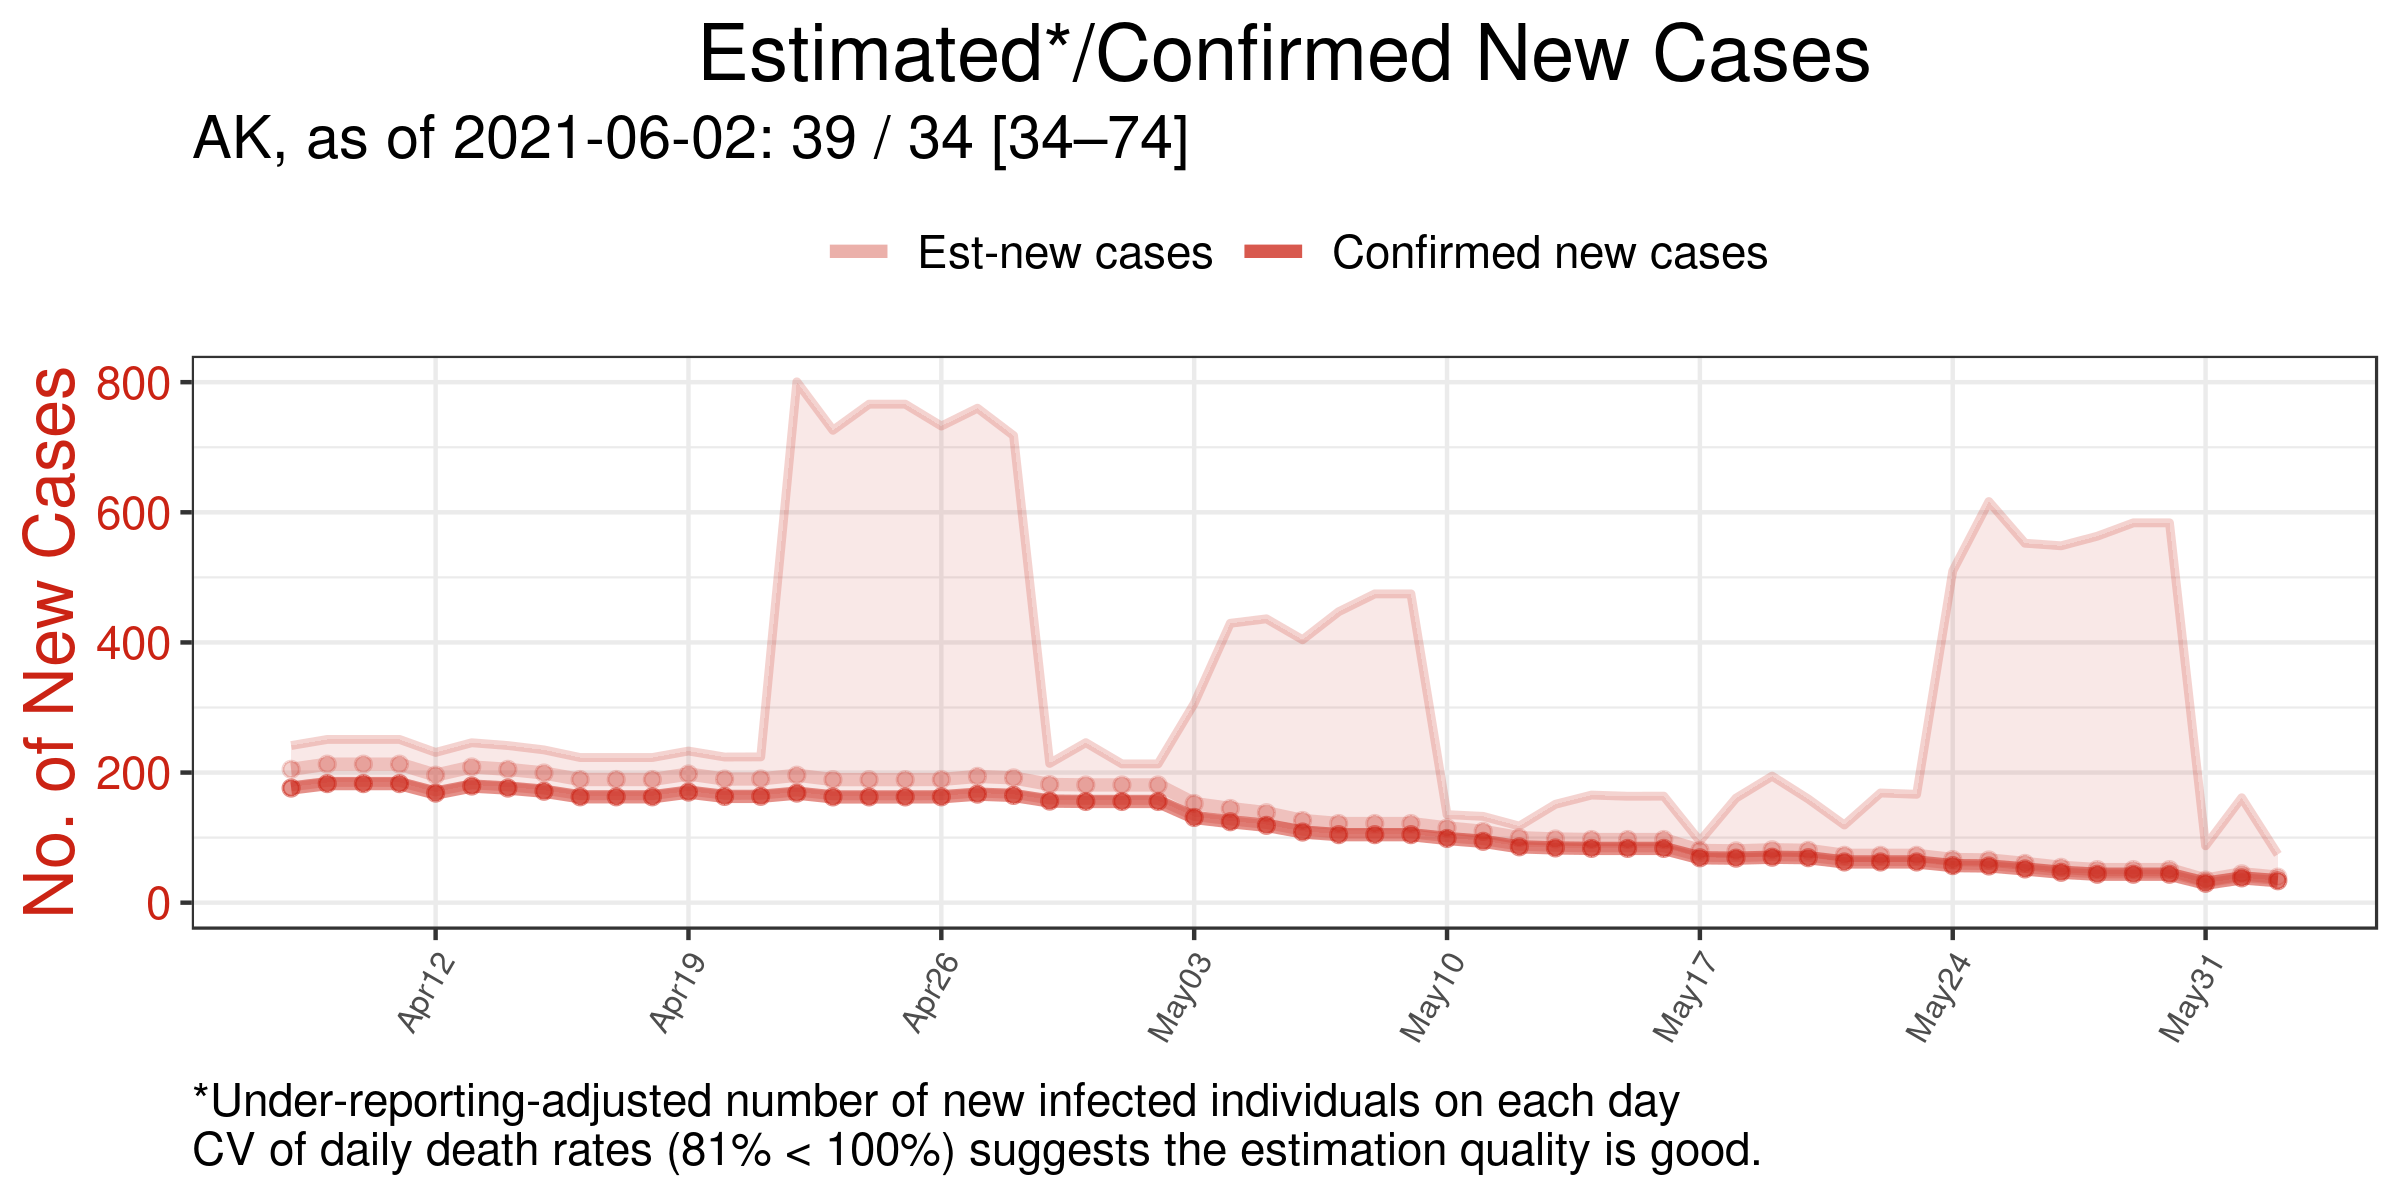 Estimated*/Confirmed New Cases
AK, as of 2021-06-02: 39 / 34 [34–74]
Est-new cases
Confirmed new cases
No. of New Cases
800
600
400
200
0
Apr12
Apr19
Apr26
May03
May10
May17
May24
May31
*Under-reporting-adjusted number of new infected individuals on each day
CV of daily death rates (81% < 100%) suggests the estimation quality is good.